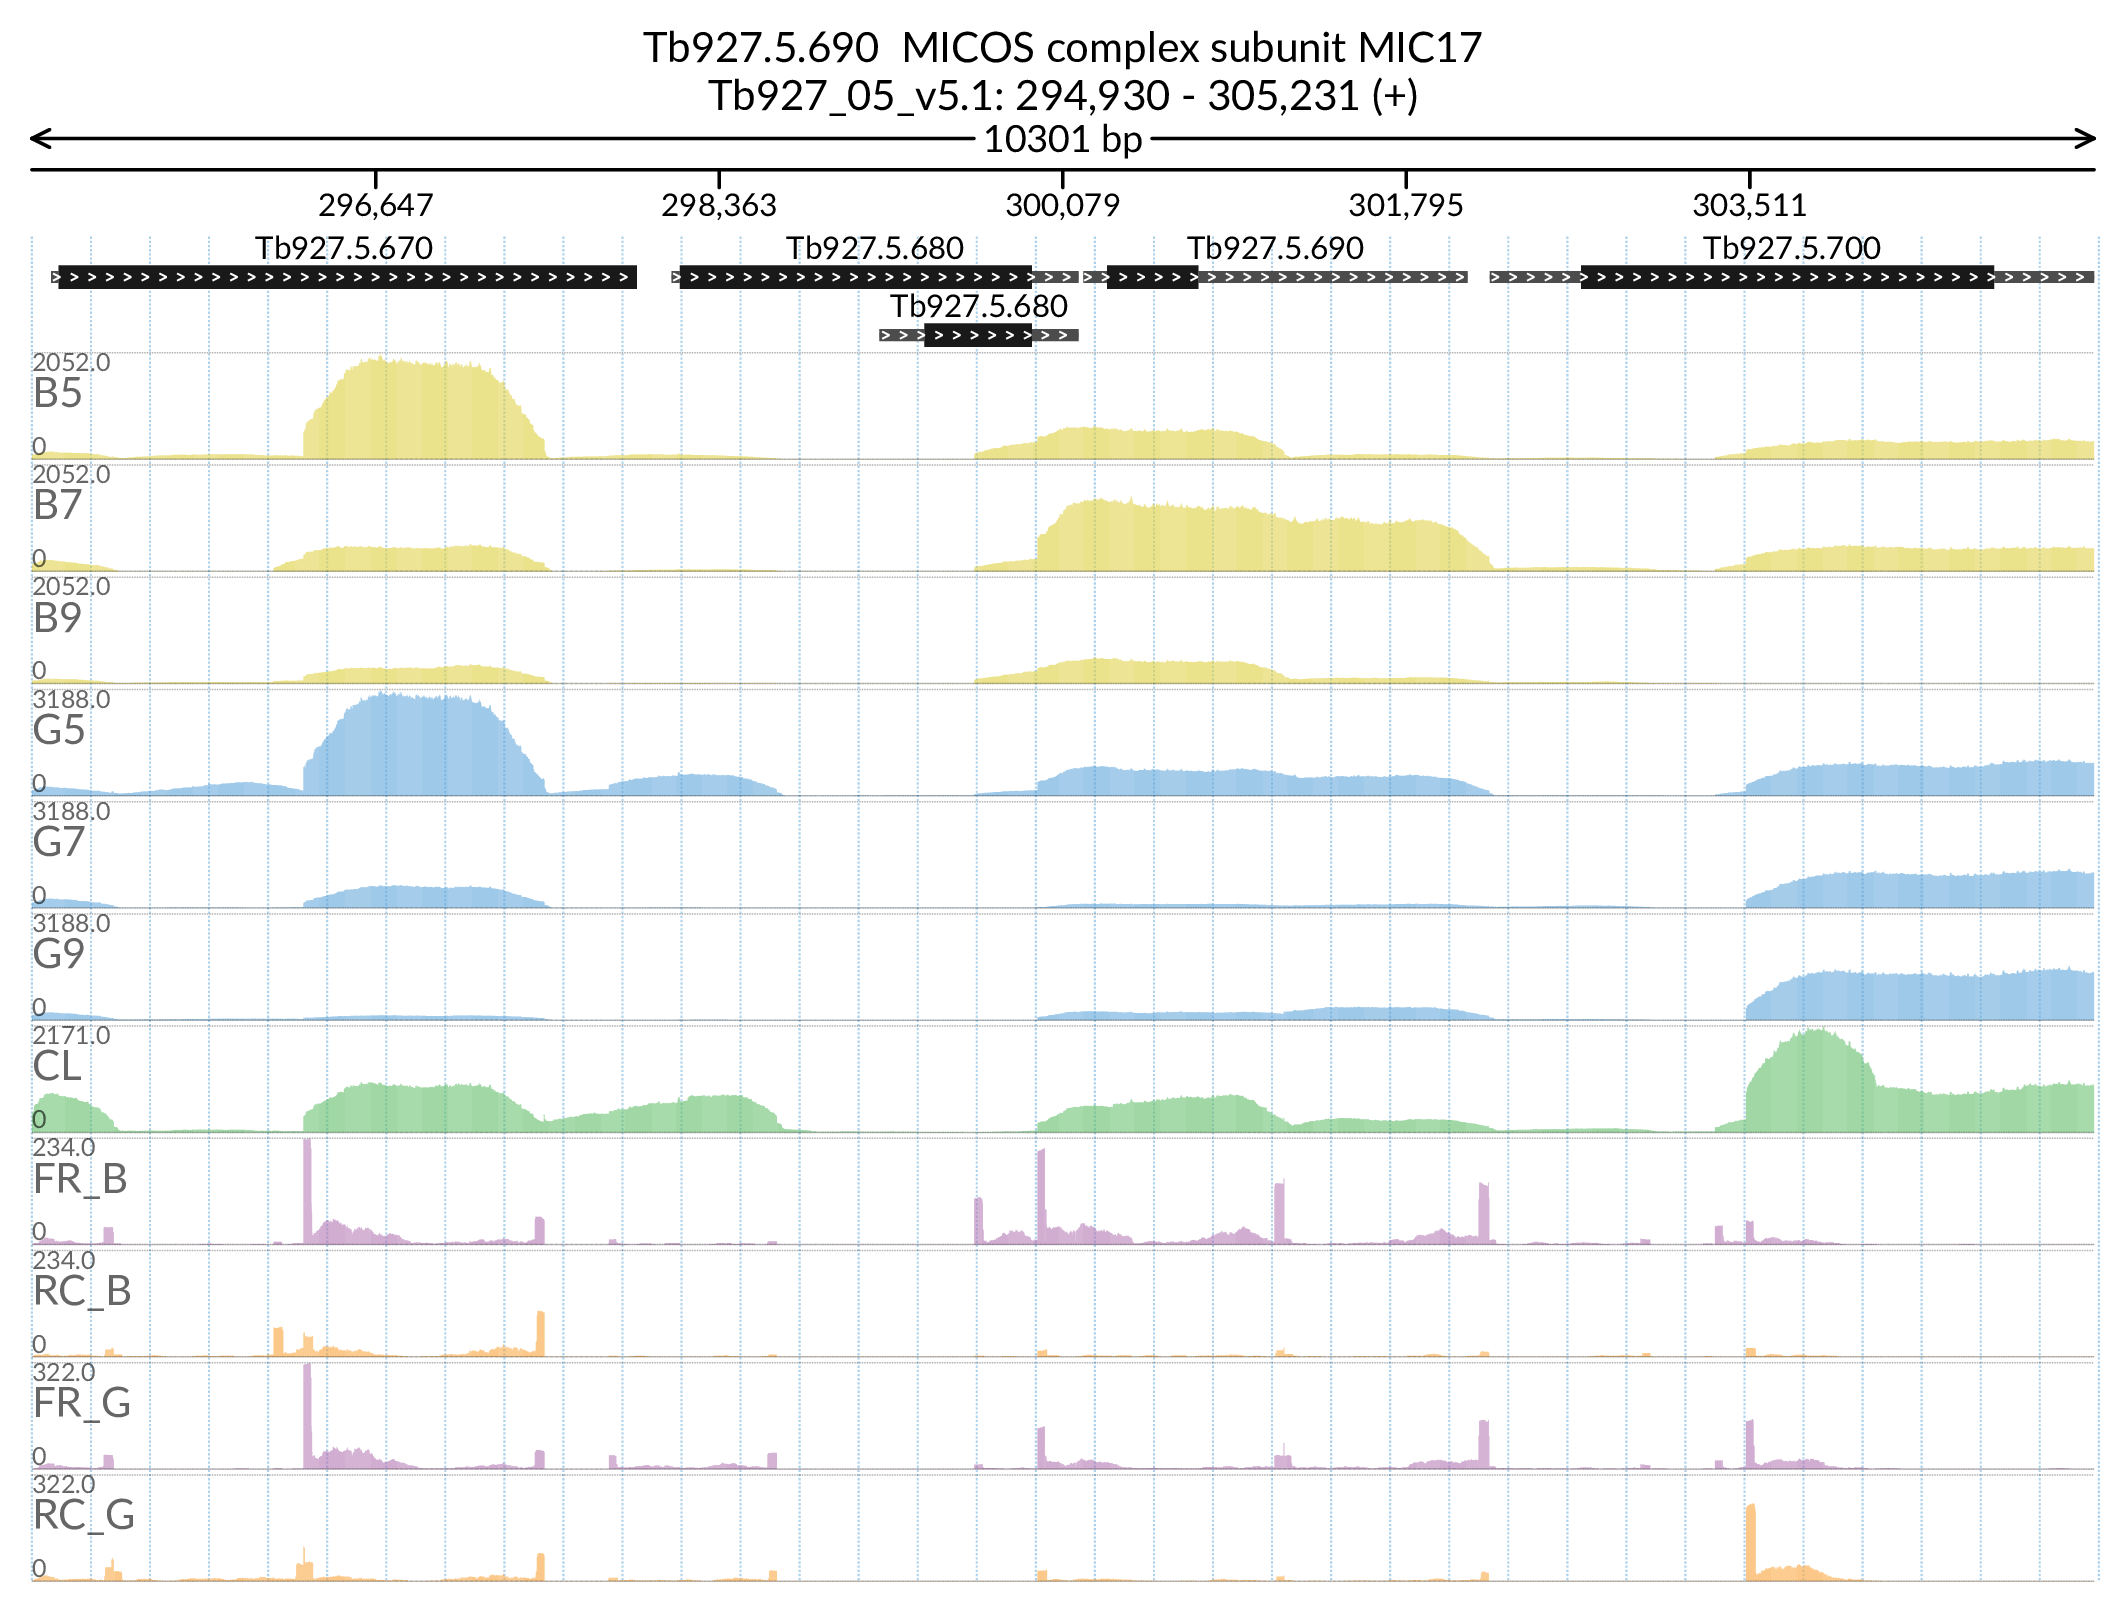 Tb927.5.690 MICOS complex subunit MIC17
Tb927_05_v5.1: 294,930 - 305,231 (+)
10301 bp
296,647 298,363 300,079 301,795 303,511
Tb927.5.670 Tb927.5.680 Tb927.5.690 Tb927.5.700
Tb927.5.680
2052.0
B5
0
2052.0
B7
0
2052.0
B9
0
3188.0
G5
0
3188.0
G7
0
3188.0
G9
0
2171.0
CL
0
234.0
FR_B
0
234.0
RC_B
0
322.0
FR_G
0
322.0
RC_G
0